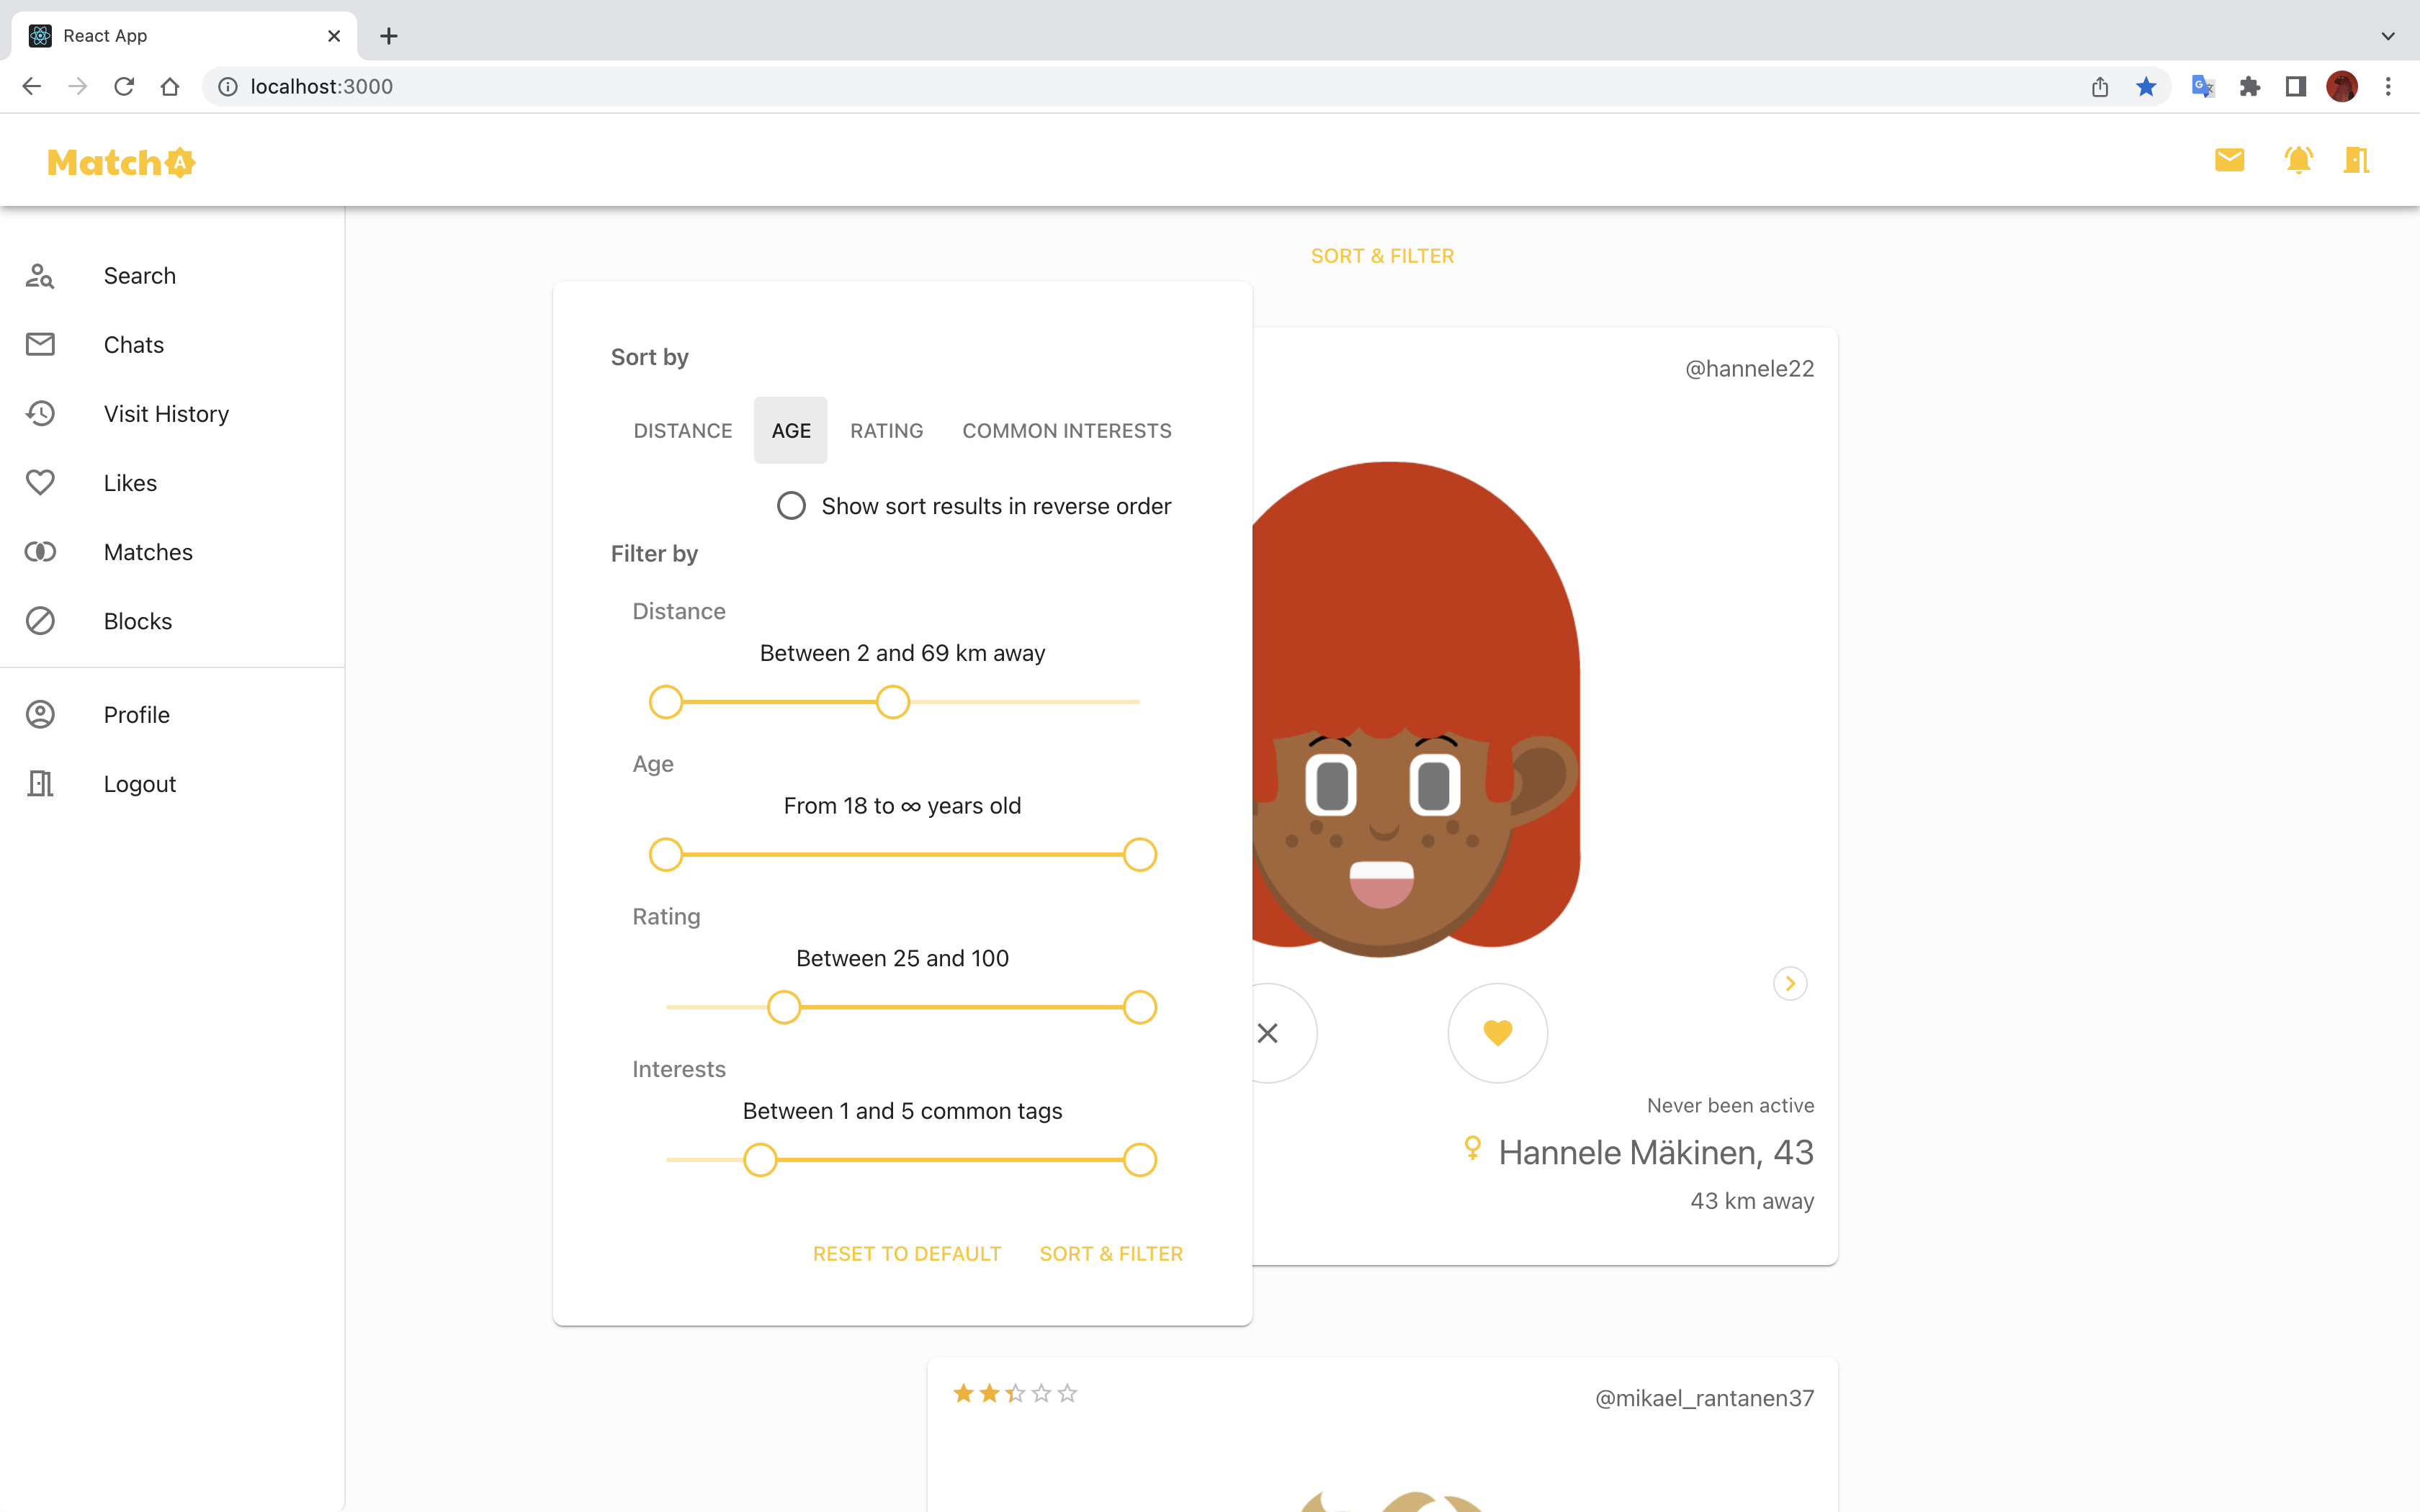 React App
localhost:3000
MatchA
SORT & FILTER
Search
Chats
Visit History
Likes
Matches
Blocks
Profile
Logout
Sort by
DISTANCE AGE RATING COMMON INTERESTS
Show sort results in reverse order
Filter by
Distance
Between 2 and 69 km away
Age
From 18 to ∞ years old
Rating
Between 25 and 100
Interests
Between 1 and 5 common tags
RESET TO DEFAULT SORT & FILTER
@hannele22
Never been active
Hannele Mäkinen, 43
43 km away
@mikael_rantanen37